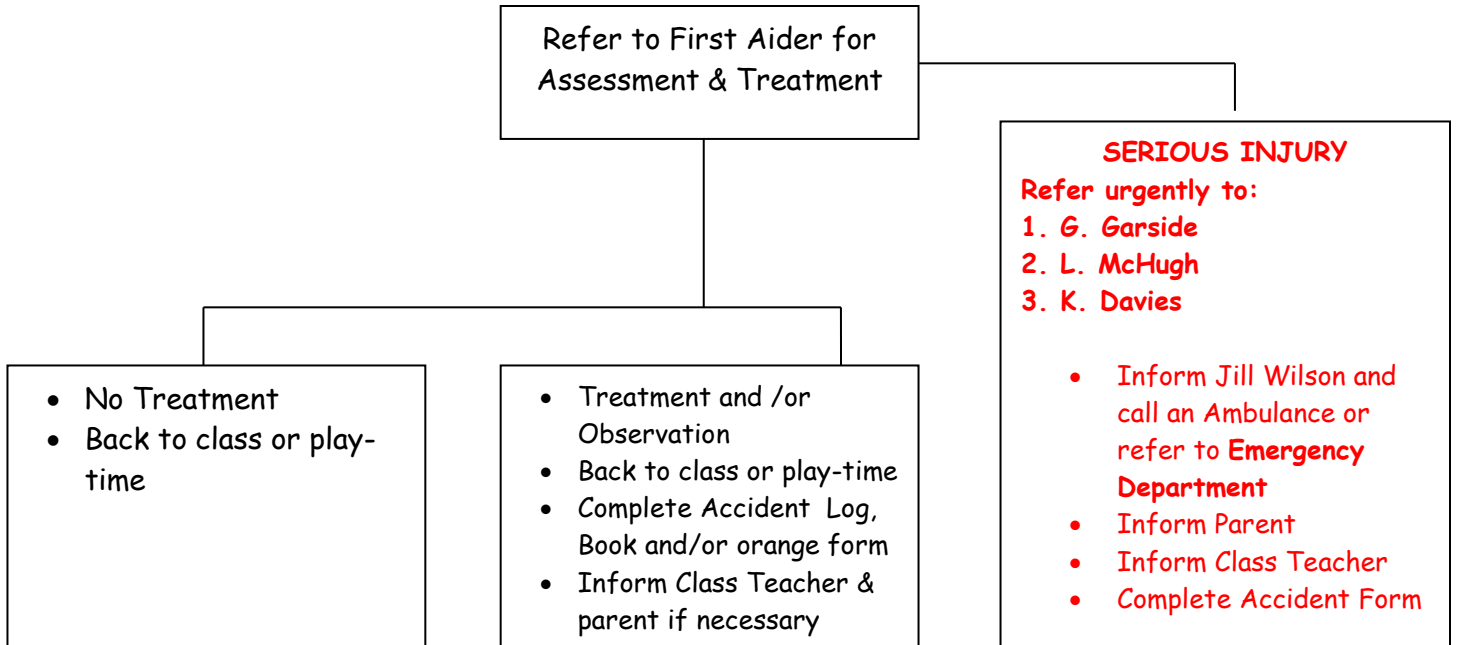 Refer to First Aider for
Assessment & Treatment
SERIOUS INJURY
Refer urgently to:
1. G. Garside
2. L. McHugh
3. K. Davies
• Inform Jill Wilson and
call an Ambulance or
refer to Emergency
Department
• Inform Parent
• Inform Class Teacher
• Complete Accident Form
• No Treatment
• Back to class or play-
time
• Treatment and /or
Observation
• Back to class or play-time
• Complete Accident Log,
Book and/or orange form
• Inform Class Teacher &
parent if necessary